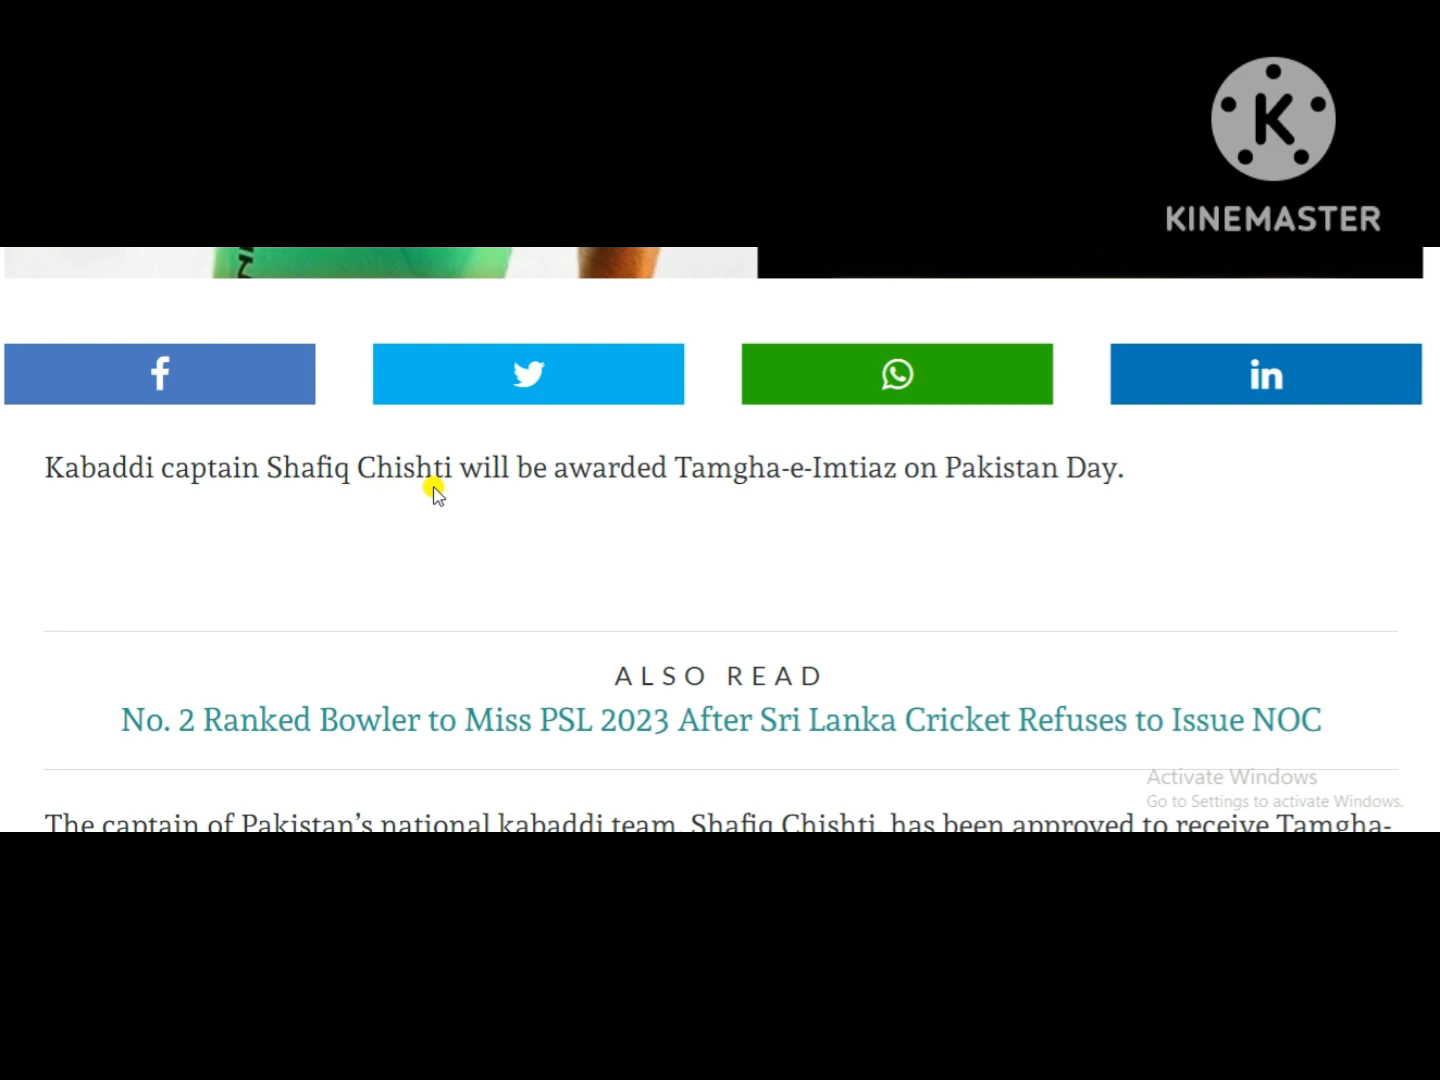 K
KINEMASTER
f
in
Kabaddi captain Shafiq Chishti will be awarded Tamgha-e-Imtiaz on Pakistan Day.
ALSO READ
No. 2 Ranked Bowler to Miss PSL 2023 After Sri Lanka Cricket Refuses to Issue NOC
Activate Windows
Go to Settings to activate Windows.
The captain of Pakistan’s national kabaddi team, Shafiq Chishti, has been approved to receive Tamgha-